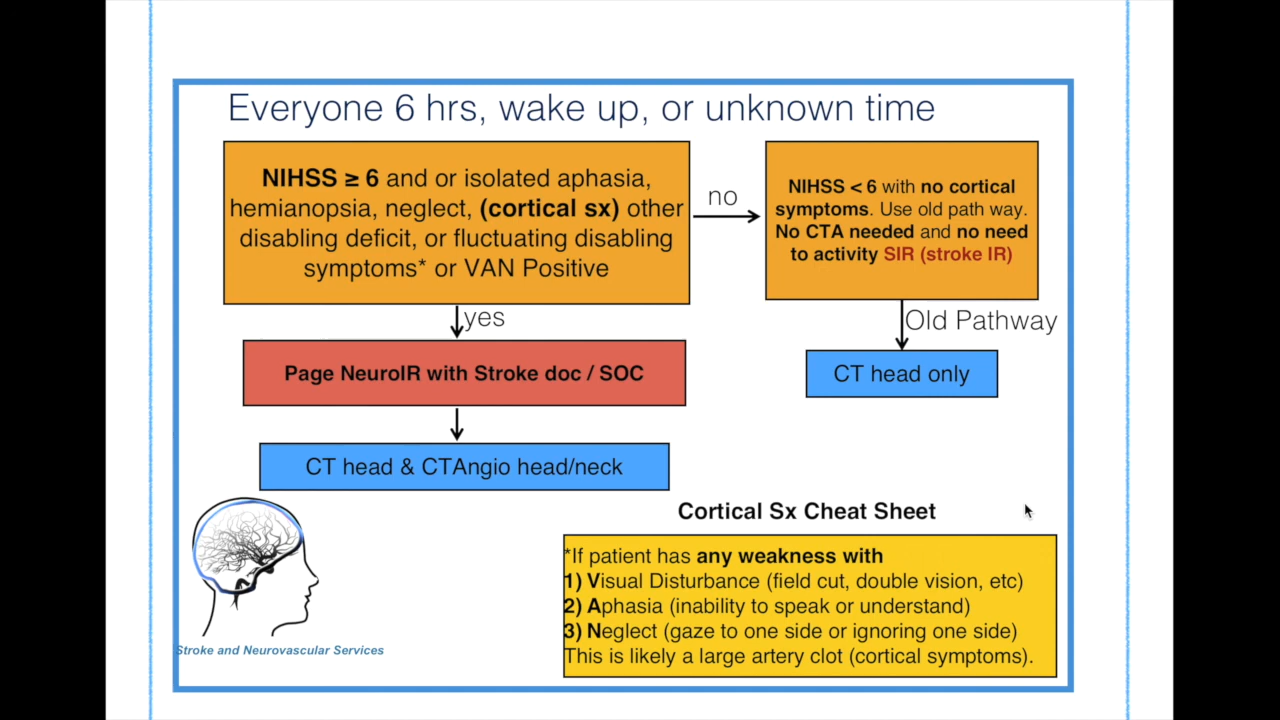 Everyone 6 hrs, wake up, or unknown time
NIHSS ≥ 6 and or isolated aphasia,
hemianopsia, neglect, (cortical sx) other
disabling deficit, or fluctuating disabling
symptoms* or VAN Positive
no
NIHSS < 6 with no cortical
symptoms. Use old path way.
No CTA needed and no need
to activity SIR (stroke IR)
yes
Old Pathway
Page NeuroIR with Stroke doc / SOC
CT head only
CT head & CTAngio head/neck
Cortical Sx Cheat Sheet
*If patient has any weakness with
1) Visual Disturbance (field cut, double vision, etc)
2) Aphasia (inability to speak or understand)
3) Neglect (gaze to one side or ignoring one side)
This is likely a large artery clot (cortical symptoms).
Stroke and Neurovascular Services